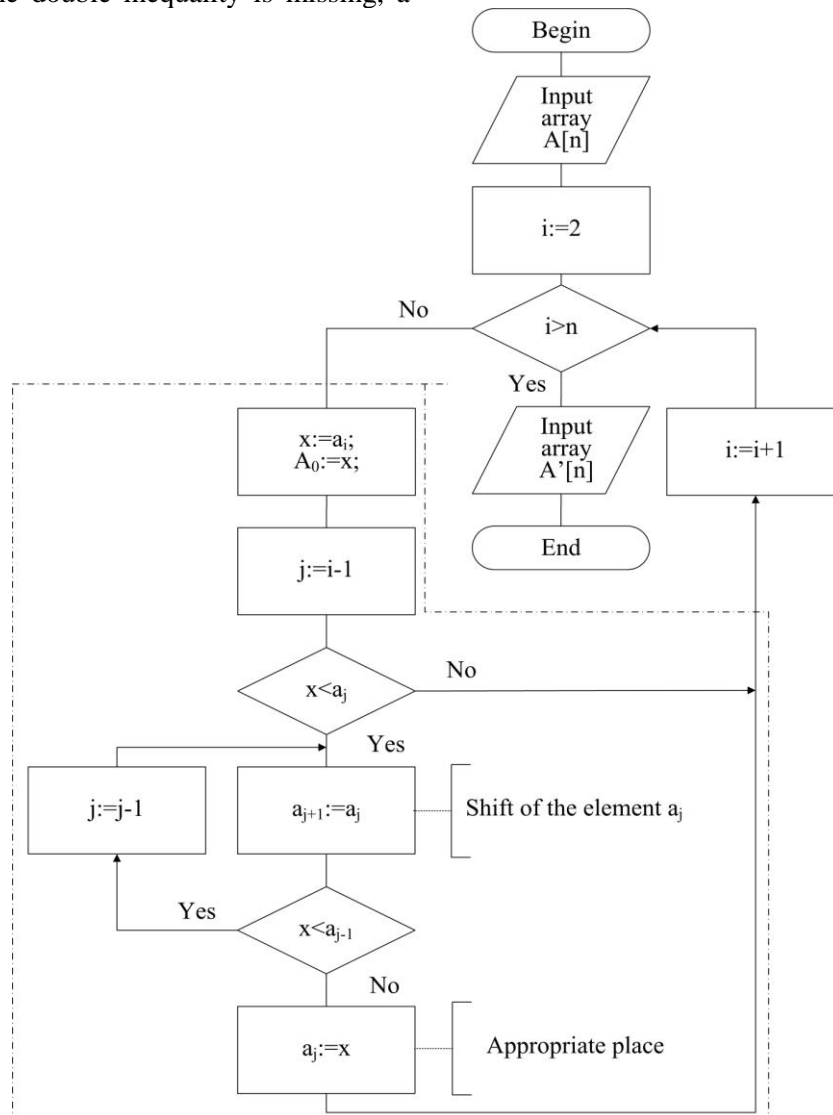 he double inequality is missing, a
Begin
Input
array
A[n]
i:=2
i>n
No
Yes
Input
array
A’[n]
End
i:=i+1
x:=aᵢ;
A₀:=x;
j:=i-1
x<aⱼ
No
Yes
j:=j-1
aⱼ₊₁:=aⱼ
Shift of the element aⱼ
Yes
x<aⱼ₋₁
No
aⱼ:=x
Appropriate place